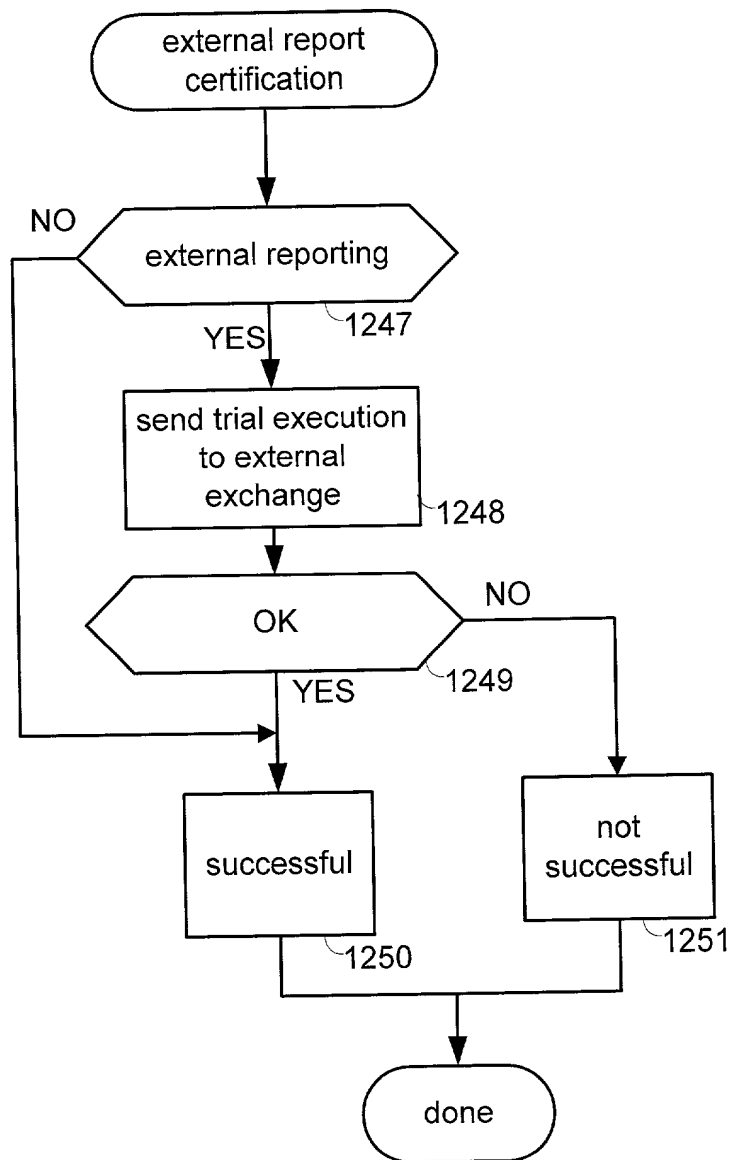 external report
certification
NO
external reporting
1247
YES
send trial execution
to external
exchange
1248
OK
NO
1249
YES
successful
1250
not
successful
1251
done